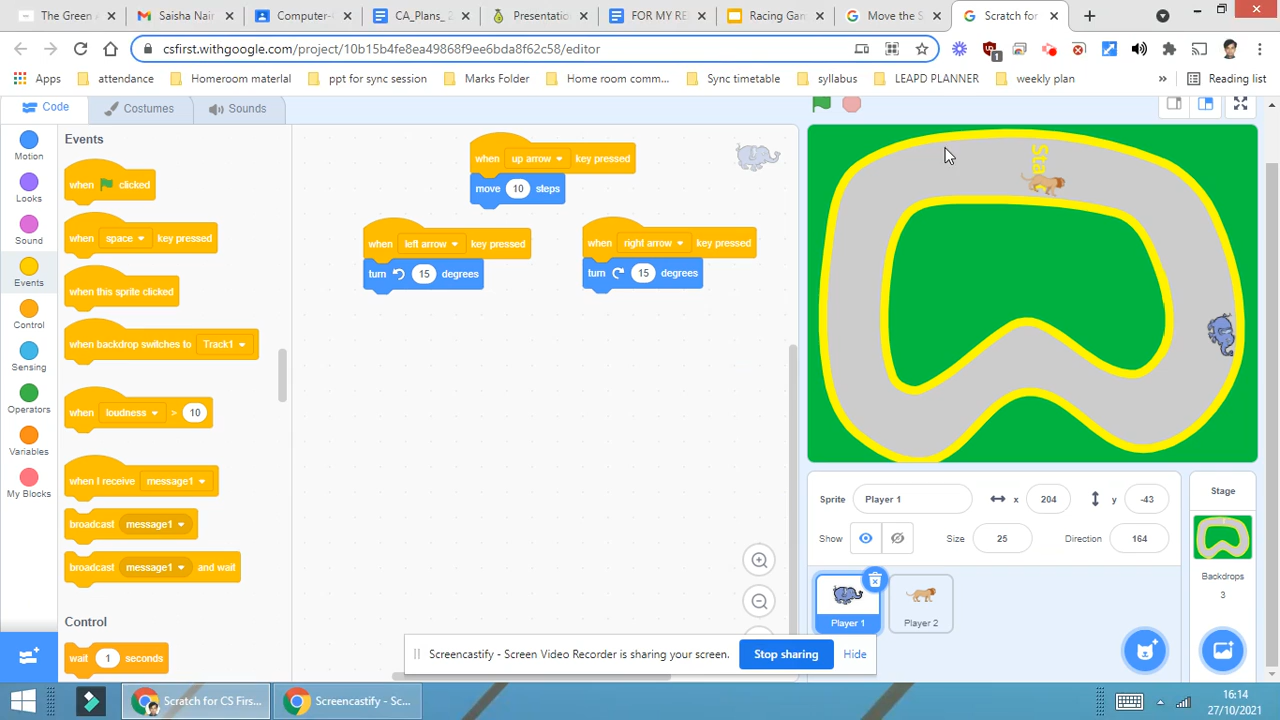 The Green A
Saisha Nair
Computer-
CA_Plans_
Presentatio
FOR MY RE
Racing Gam
Move the S
Scratch for
csfirst.withgoogle.com/project/10b15b4fe8ea49868f9ee6bda8f62c58/editor
1
Apps
attendance
Homeroom material
ppt for sync session
Marks Folder
Home room comm...
Sync timetable
syllabus
LEAPD PLANNER
weekly plan
»
Reading list
Code
Costumes
Sounds
Motion
Looks
Sound
Events
Control
Sensing
Operators
Variables
My Blocks
Events
when clicked
when space key pressed
when this sprite clicked
when backdrop switches to Track1
when loudness > 10
when I receive message1
broadcast message1
broadcast message1 and wait
Control
wait 1 seconds
when up arrow key pressed
move 10 steps
when left arrow key pressed
turn 15 degrees
when right arrow key pressed
turn 15 degrees
Sta
Sprite Player 1 x 204 y -43
Show Size 25 Direction 164
Player 1
Player 2
Stage
Backdrops
3
Screencastify - Screen Video Recorder is sharing your screen.
Stop sharing
Hide
Scratch for CS First...
Screencastify - Sc...
16:14
27/10/2021